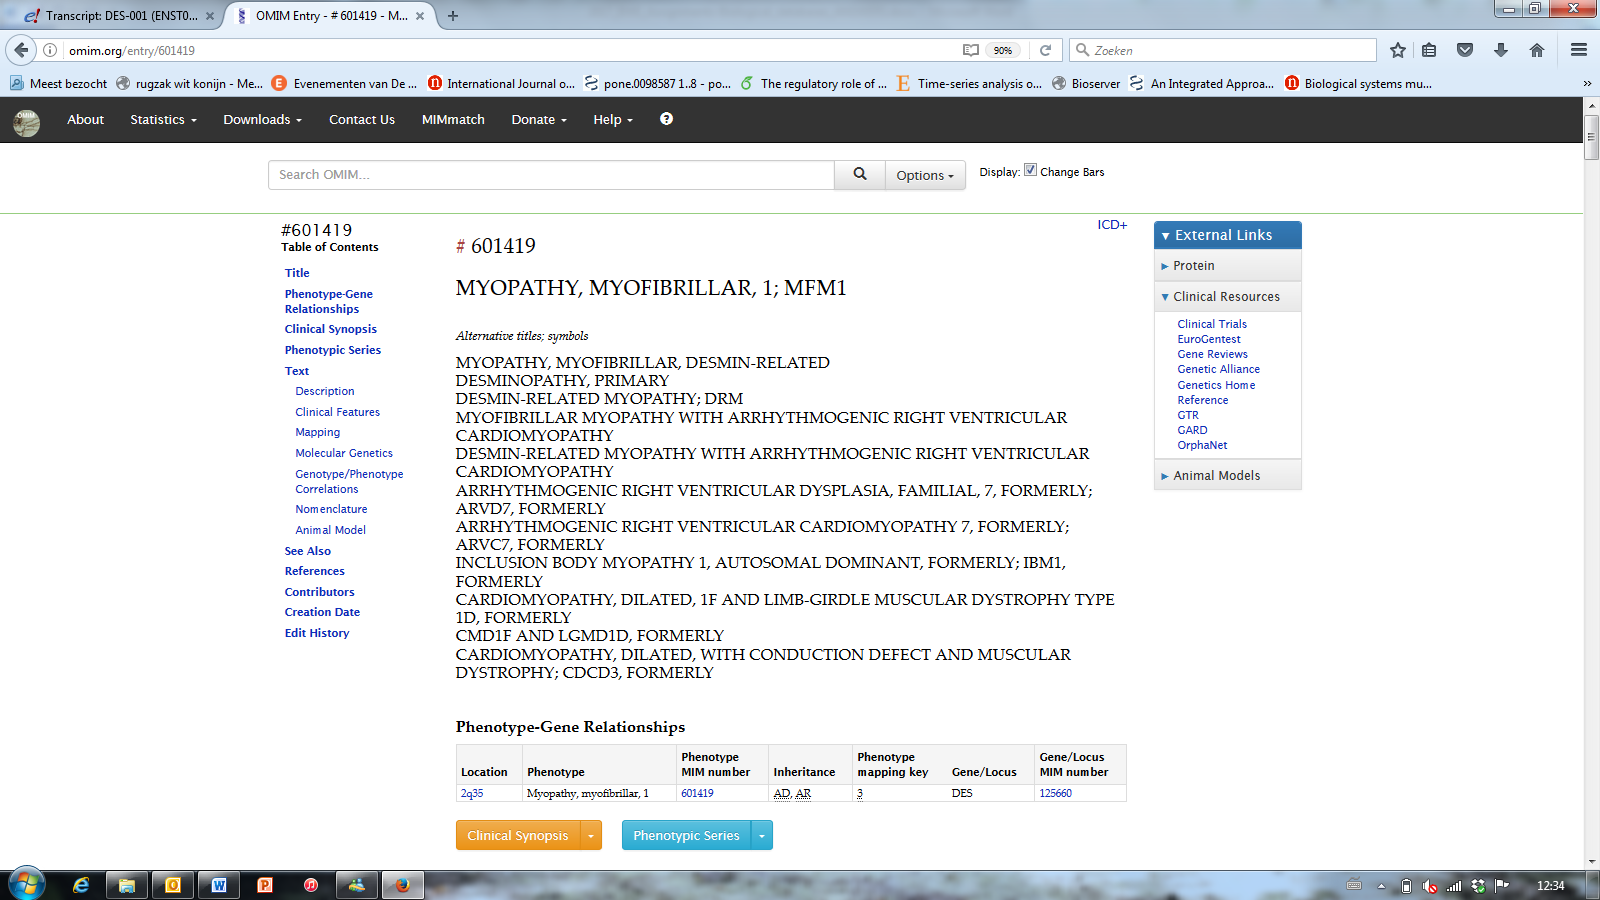 Transcript: DES-001 (ENST0...
OMIM Entry - # 601419 - M...
omim.org/entry/601419
90%
Zoeken
Meest bezocht
rugzak wit konijn - Me...
Evenementen van De ...
International Journal o...
pone.0098587 1..8 - po...
The regulatory role of ...
Time-series analysis o...
Bioserver
An Integrated Approa...
Biological systems mu...
OMIM
About
Statistics
Downloads
Contact Us
MIMmatch
Donate
Help
Search OMIM...
Options
Display:
Change Bars
#601419
Table of Contents
Title
Phenotype-Gene
Relationships
Clinical Synopsis
Phenotypic Series
Text
Description
Clinical Features
Mapping
Molecular Genetics
Genotype/Phenotype
Correlations
Nomenclature
Animal Model
See Also
References
Contributors
Creation Date
Edit History
ICD+
# 601419
MYOPATHY, MYOFIBRILLAR, 1; MFM1
Alternative titles; symbols
MYOPATHY, MYOFIBRILLAR, DESMIN-RELATED
DESMINOPATHY, PRIMARY
DESMIN-RELATED MYOPATHY; DRM
MYOFIBRILLAR MYOPATHY WITH ARRHYTHMOGENIC RIGHT VENTRICULAR
CARDIOMYOPATHY
DESMIN-RELATED MYOPATHY WITH ARRHYTHMOGENIC RIGHT VENTRICULAR
CARDIOMYOPATHY
ARRHYTHMOGENIC RIGHT VENTRICULAR DYSPLASIA, FAMILIAL, 7, FORMERLY;
ARVD7, FORMERLY
ARRHYTHMOGENIC RIGHT VENTRICULAR CARDIOMYOPATHY 7, FORMERLY;
ARVC7, FORMERLY
INCLUSION BODY MYOPATHY 1, AUTOSOMAL DOMINANT, FORMERLY; IBM1,
FORMERLY
CARDIOMYOPATHY, DILATED, 1F AND LIMB-GIRDLE MUSCULAR DYSTROPHY TYPE
1D, FORMERLY
CMD1F AND LGMD1D, FORMERLY
CARDIOMYOPATHY, DILATED, WITH CONDUCTION DEFECT AND MUSCULAR
DYSTROPHY; CDCD3, FORMERLY
Phenotype-Gene Relationships
Location
Phenotype
Phenotype
MIM number
Inheritance
Phenotype
mapping key
Gene/Locus
Gene/Locus
MIM number
2q35
Myopathy, myofibrillar, 1
601419
AD, AR
3
DES
125660
Clinical Synopsis
Phenotypic Series
External Links
Protein
Clinical Resources
Clinical Trials
EuroGentest
Gene Reviews
Genetic Alliance
Genetics Home
Reference
GTR
GARD
OrphaNet
Animal Models
12:34